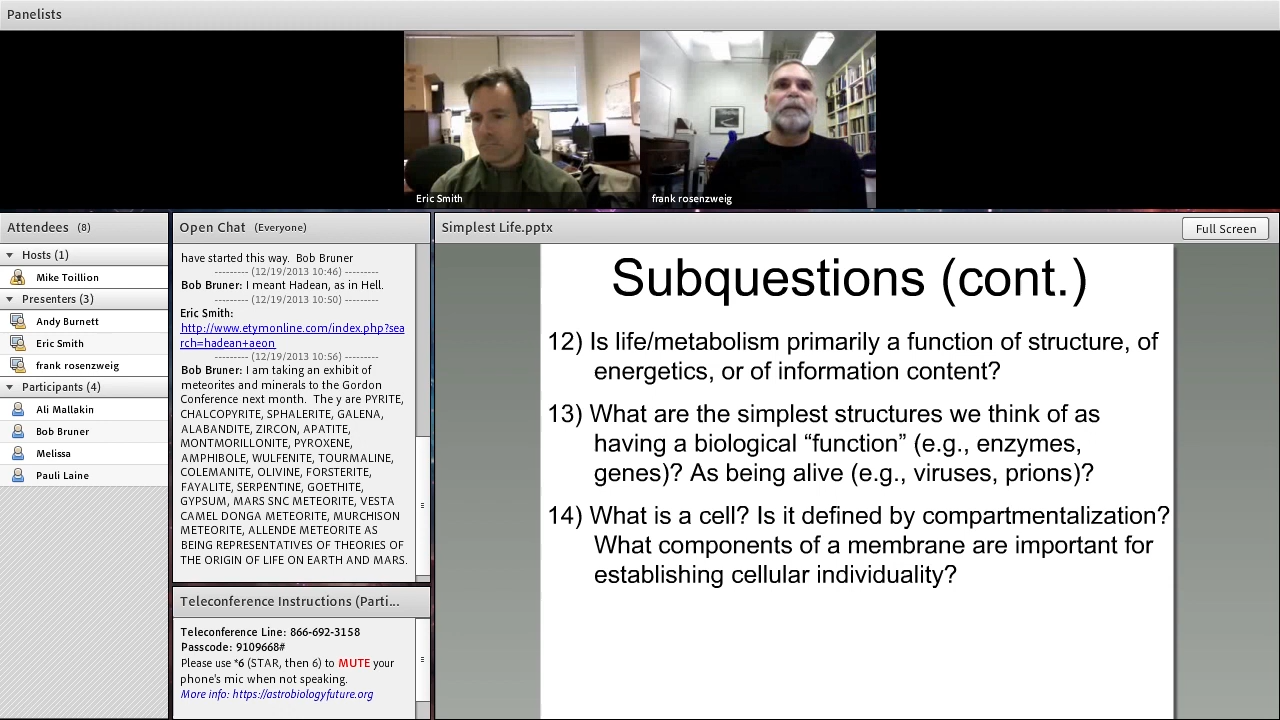 Panelists
Eric Smith
frank rosenzweig
Attendees (8)
Hosts (1)
Mike Toillion
Presenters (3)
Andy Burnett
Eric Smith
frank rosenzweig
Participants (4)
Ali Mallakin
Bob Bruner
Melissa
Pauli Laine
Open Chat (Everyone)
have started this way. Bob Bruner
--------- (12/19/2013 10:46) ---------
Bob Bruner: I meant Hadean, as in Hell.
--------- (12/19/2013 10:50) ---------
Eric Smith:
http://www.etymonline.com/index.php?sea
rch=hadean+aeon
--------- (12/19/2013 10:56) ---------
Bob Bruner: I am taking an exhibit of
meteorites and minerals to the Gordon
Conference next month. The y are PYRITE,
CHALCOPYRITE, SPHALERITE, GALENA,
ALABANDITE, ZIRCON, APATITE,
MONTMORILLONITE, PYROXENE,
AMPHIBOLE, WULFENITE, TOURMALINE,
COLEMANITE, OLIVINE, FORSTERITE,
FAYALITE, SERPENTINE, GOETHITE,
GYPSUM, MARS SNC METEORITE, VESTA
CAMEL DONGA METEORITE, MURCHISON
METEORITE, ALLENDE METEORITE AS
BEING REPRESENTATIVES OF THEORIES OF
THE ORIGIN OF LIFE ON EARTH AND MARS.
Teleconference Instructions (Parti...
Teleconference Line: 866-692-3158
Passcode: 9109668#
Please use *6 (STAR, then 6) to MUTE your
phone's mic when not speaking.
More info: https://astrobiologyfuture.org
Simplest Life.pptx
Full Screen
Subquestions (cont.)
12) Is life/metabolism primarily a function of structure, of
energetics, or of information content?
13) What are the simplest structures we think of as
having a biological “function” (e.g., enzymes,
genes)? As being alive (e.g., viruses, prions)?
14) What is a cell? Is it defined by compartmentalization?
What components of a membrane are important for
establishing cellular individuality?